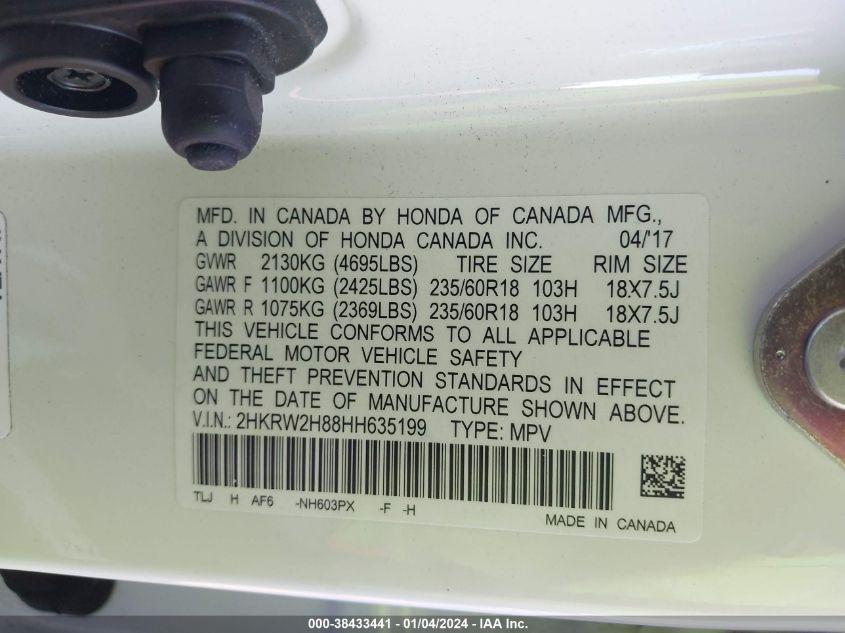 MFD. IN CANADA BY HONDA OF CANADA MFG.,
A DIVISION OF HONDA CANADA INC. 04/'17
GVWR 2130KG (4695LBS) TIRE SIZE RIM SIZE
GAWR F 1100KG (2425LBS) 235/60R18 103H 18X7.5J
GAWR R 1075KG (2369LBS) 235/60R18 103H 18X7.5J
THIS VEHICLE CONFORMS TO ALL APPLICABLE
FEDERAL MOTOR VEHICLE SAFETY
AND THEFT PREVENTION STANDARDS IN EFFECT
ON THE DATE OF MANUFACTURE SHOWN ABOVE.
V.I.N.: 2HKRW2H88HH635199 TYPE: MPV
TLJ H AF6 -NH603PX -F -H
MADE IN CANADA
000-38433441 - 01/04/2024 - IAA Inc.